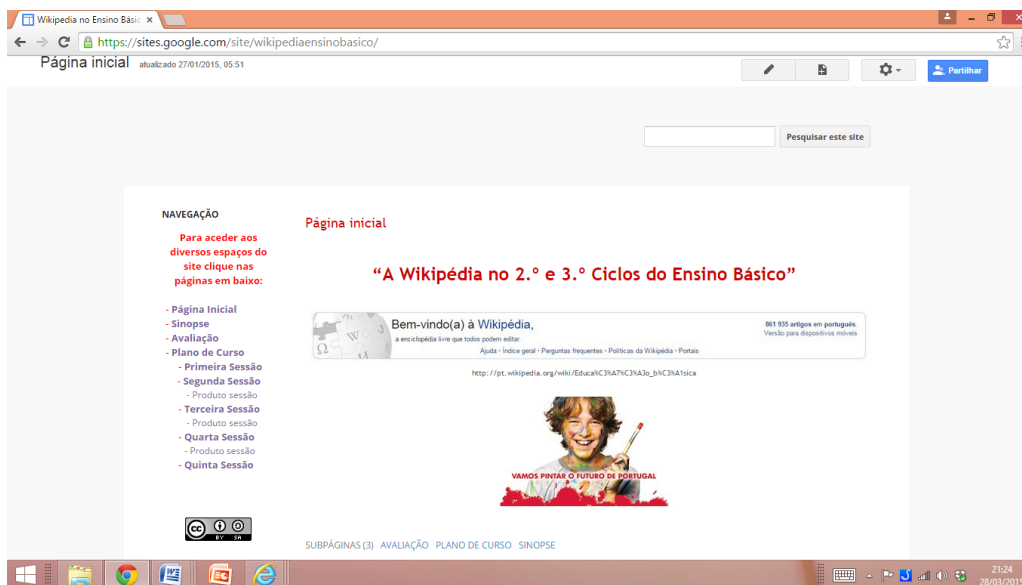 Wikipedia no Ensino Básic
https://sites.google.com/site/wikipediaensinobasico/
Página inicial atualizado 27/01/2015, 05:51
Partilhar
Pesquisar este site
NAVEGAÇÃO
Para aceder aos
diversos espaços do
site clique nas
páginas em baixo:
- Página Inicial
- Sinopse
- Avaliação
- Plano de Curso
- Primeira Sessão
- Segunda Sessão
- Produto sessão
- Terceira Sessão
- Produto sessão
- Quarta Sessão
- Produto sessão
- Quinta Sessão
CC BY SA
Página inicial
“A Wikipédia no 2.º e 3.º Ciclos do Ensino Básico”
Bem-vindo(a) à Wikipédia,
a enciclopédia livre que todos podem editar.
861 935 artigos em português.
Versão para dispositivos móveis
Ajuda · Índice geral · Perguntas frequentes · Políticas da Wikipédia · Portais
http://pt.wikipedia.org/wiki/Educa%C3%A7%C3%A3o_b%C3%A1sica
VAMOS PINTAR O FUTURO DE PORTUGAL
SUBPÁGINAS (3) AVALIAÇÃO PLANO DE CURSO SINOPSE
21:24